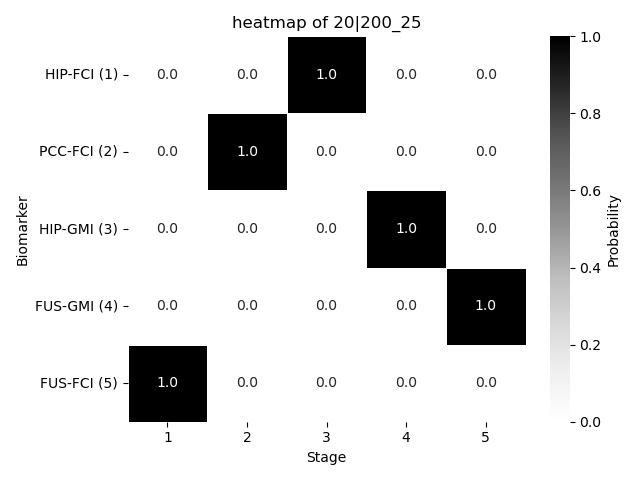 heatmap of 20|200_25
HIP-FCI (1) 0.0 0.0 1.0 0.0 0.0
PCC-FCI (2) 0.0 1.0 0.0 0.0 0.0
HIP-GMI (3) 0.0 0.0 0.0 1.0 0.0
FUS-GMI (4) 0.0 0.0 0.0 0.0 1.0
FUS-FCI (5) 1.0 0.0 0.0 0.0 0.0
1 2 3 4 5
Stage
Biomarker
1.0
0.8
0.6
0.4
0.2
0.0
Probability